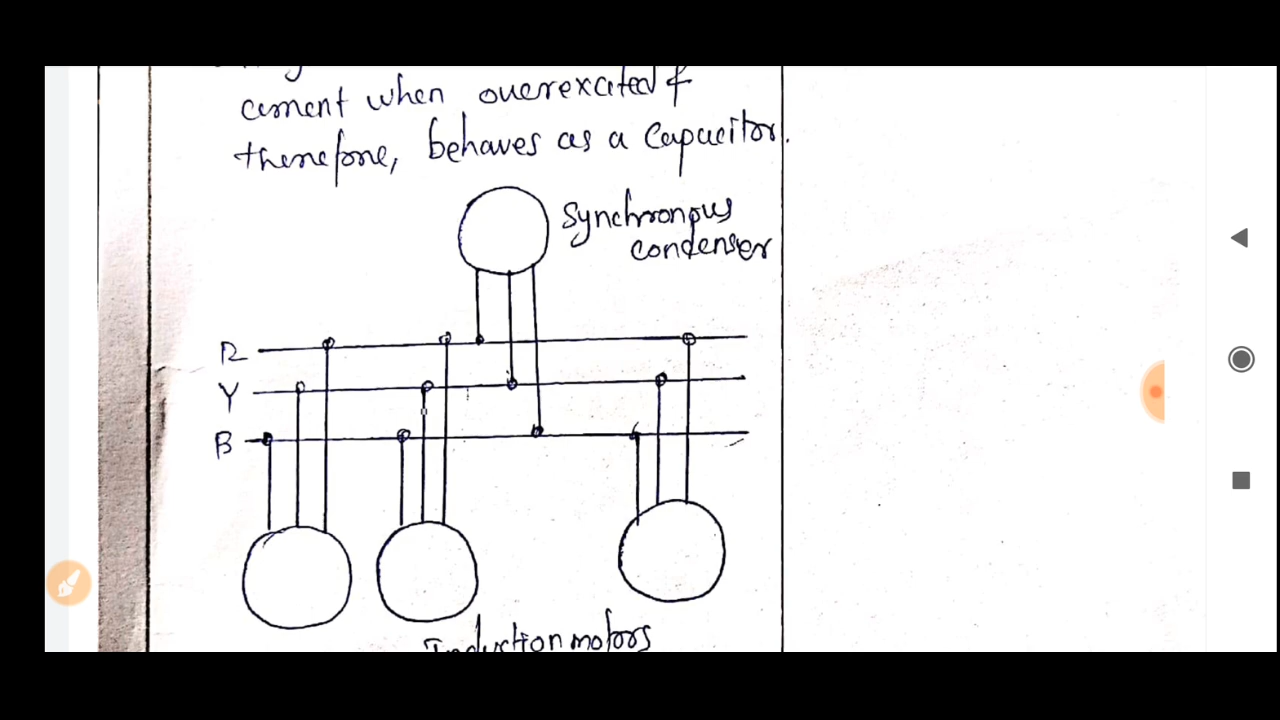 current when overexcited &
therefore, behaves as a capacitor.
Synchronous
condenser
R
Y
B
Induction motors